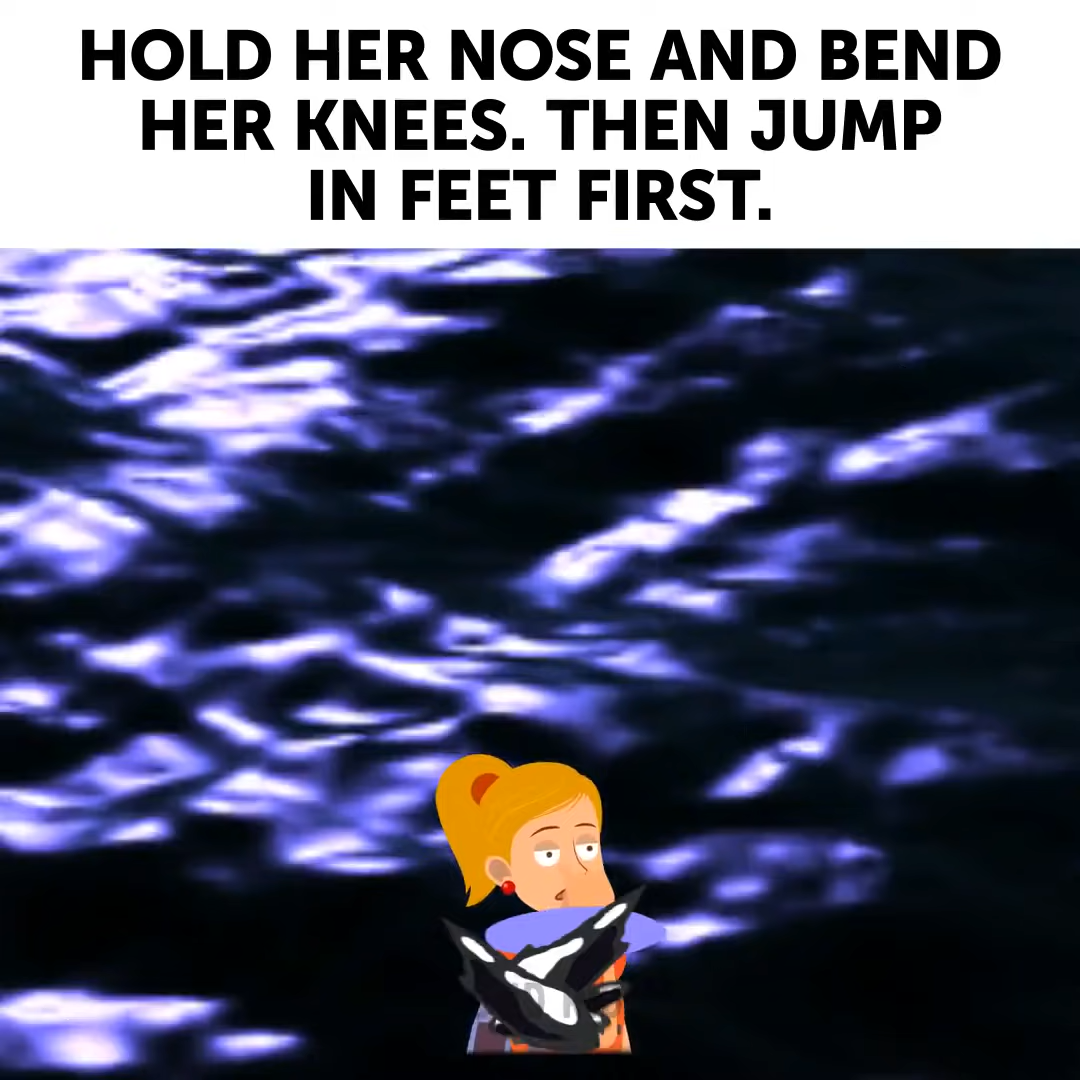 HOLD HER NOSE AND BEND
HER KNEES. THEN JUMP
IN FEET FIRST.